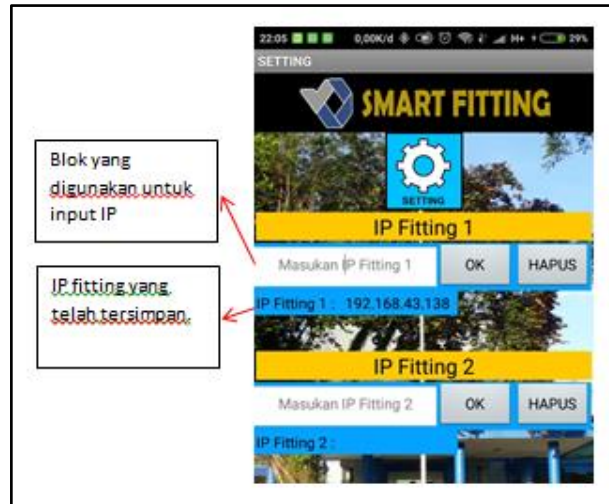 22:05 0,00K/d H+ 29%
SETTING
SMART FITTING
SETTING
Blok yang
digunakan untuk
input IP
IP Fitting 1
Masukan IP Fitting 1 OK HAPUS
IP fitting yang
telah tersimpan.
IP Fitting 1 : 192.168.43.138
IP Fitting 2
Masukan IP Fitting 2 OK HAPUS
IP Fitting 2 :